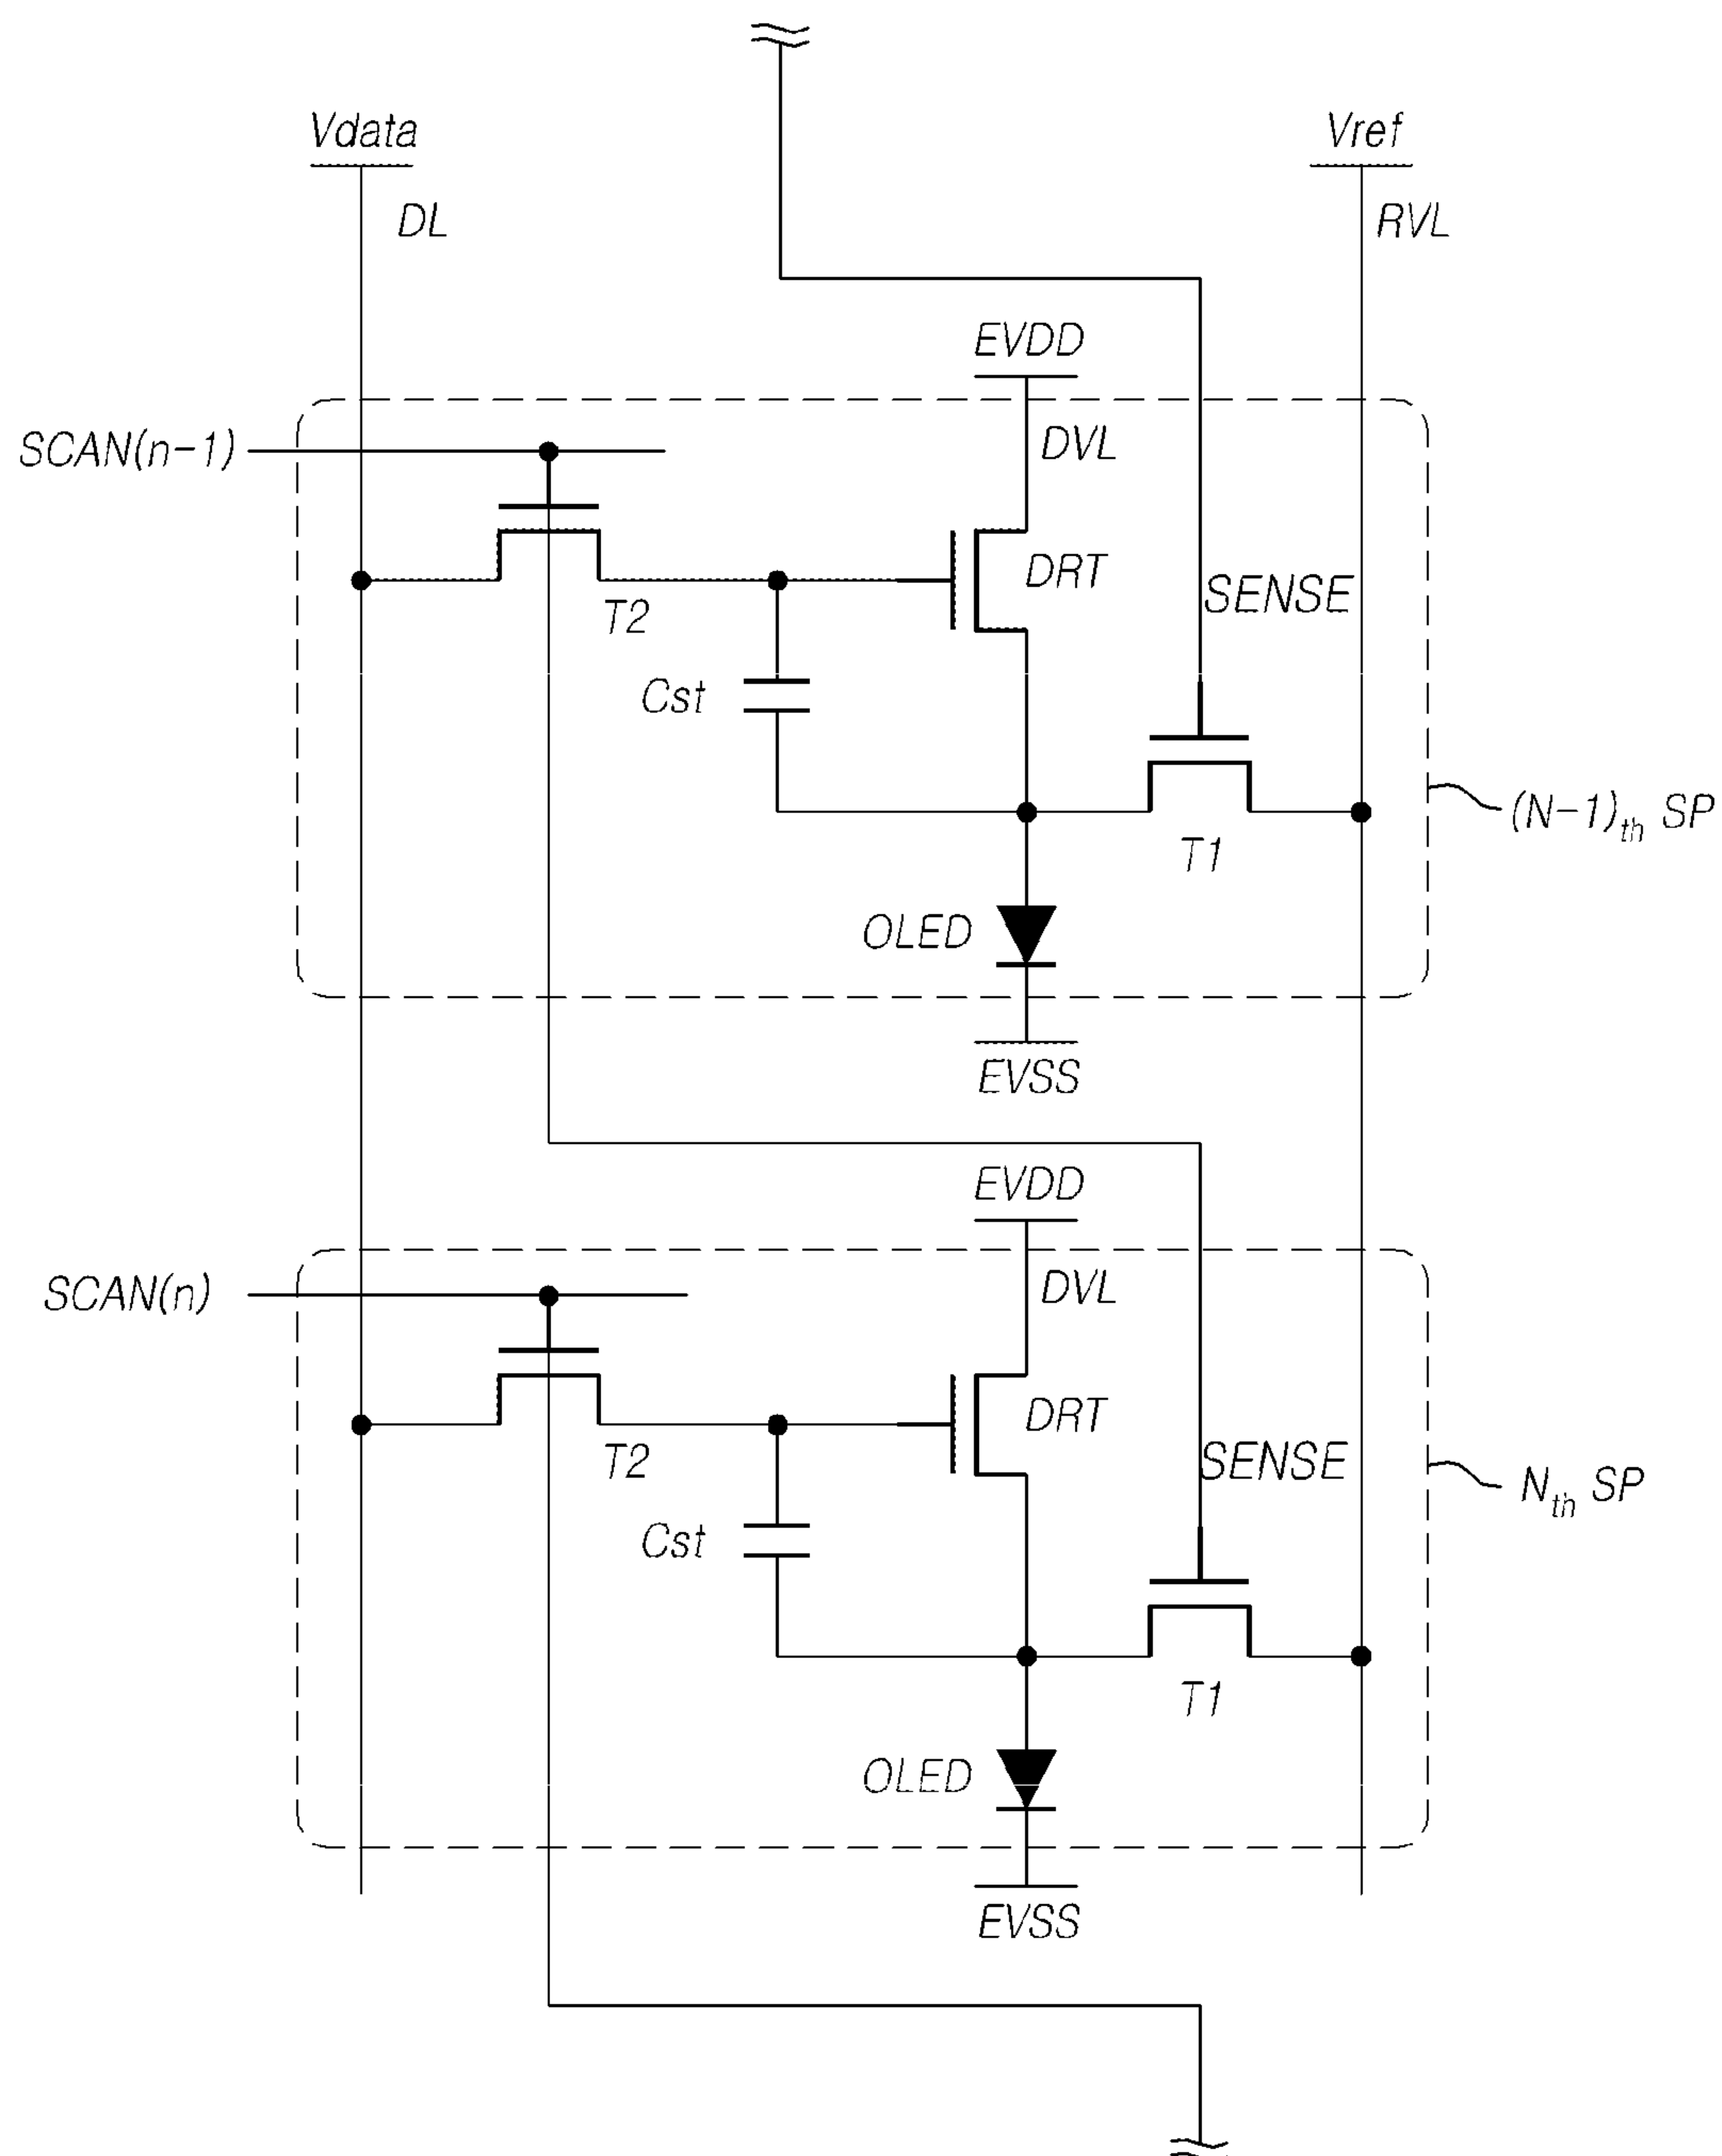 Vdata
Vref
DL
RVL
EVDD
SCAN(n-1)
DVL
DRT
SENSE
T2
Cst
(N-1)th SP
T1
OLED
EVSS
EVDD
SCAN(n)
DVL
DRT
SENSE
T2
Nth SP
Cst
T1
OLED
EVSS